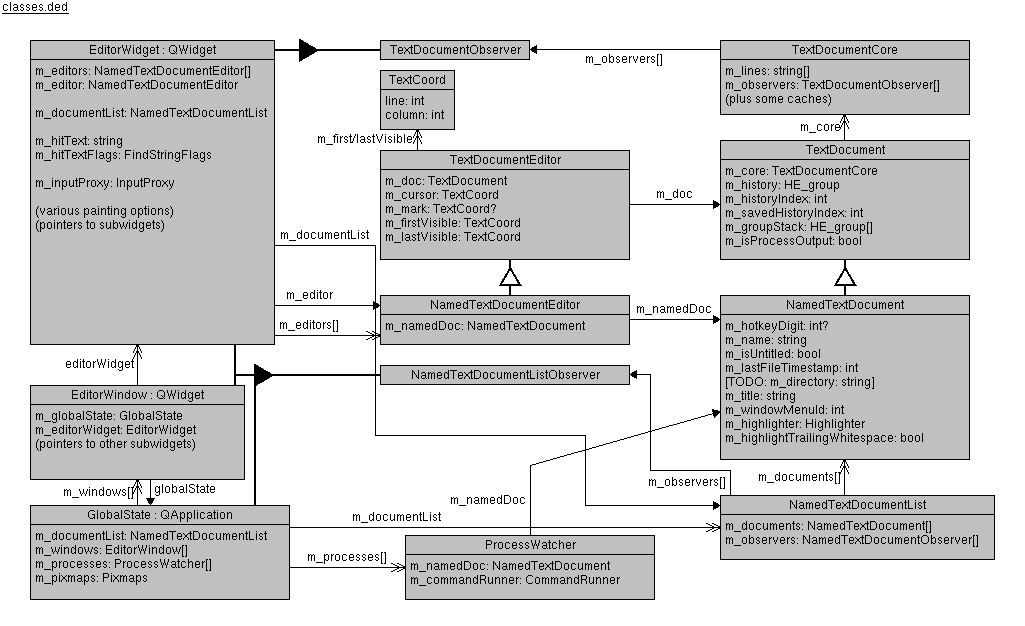 classes.ded
EditorWidget : QWidget
m_editors: NamedTextDocumentEditor[]
m_editor: NamedTextDocumentEditor
m_documentList: NamedTextDocumentList
m_hitText: string
m_hitTextFlags: FindStringFlags
m_inputProxy: InputProxy
(various painting options)
(pointers to subwidgets)
TextDocumentObserver
m_observers[]
TextDocumentCore
m_lines: string[]
m_observers: TextDocumentObserver[]
(plus some caches)
TextCoord
line: int
column: int
m_first/lastVisible
m_core
TextDocumentEditor
m_doc: TextDocument
m_cursor: TextCoord
m_mark: TextCoord?
m_firstVisible: TextCoord
m_lastVisible: TextCoord
m_doc
TextDocument
m_core: TextDocumentCore
m_history: HE_group
m_historyIndex: int
m_savedHistoryIndex: int
m_groupStack: HE_group[]
m_isProcessOutput: bool
m_documentList
m_editor
m_editors[]
NamedTextDocumentEditor
m_namedDoc: NamedTextDocument
m_namedDoc
NamedTextDocument
m_hotkeyDigit: int?
m_name: string
m_isUntitled: bool
m_lastFileTimestamp: int
[TODO: m_directory: string]
m_title: string
m_windowMenuId: int
m_highlighter: Highlighter
m_highlightTrailingWhitespace: bool
editorWidget
NamedTextDocumentListObserver
EditorWindow : QWidget
m_globalState: GlobalState
m_editorWidget: EditorWidget
(pointers to other subwidgets)
m_windows[]
globalState
m_namedDoc
m_observers[]
m_documents[]
GlobalState : QApplication
m_documentList: NamedTextDocumentList
m_windows: EditorWindow[]
m_processes: ProcessWatcher[]
m_pixmaps: Pixmaps
m_documentList
m_processes[]
ProcessWatcher
m_namedDoc: NamedTextDocument
m_commandRunner: CommandRunner
NamedTextDocumentList
m_documents: NamedTextDocument[]
m_observers: NamedTextDocumentObserver[]